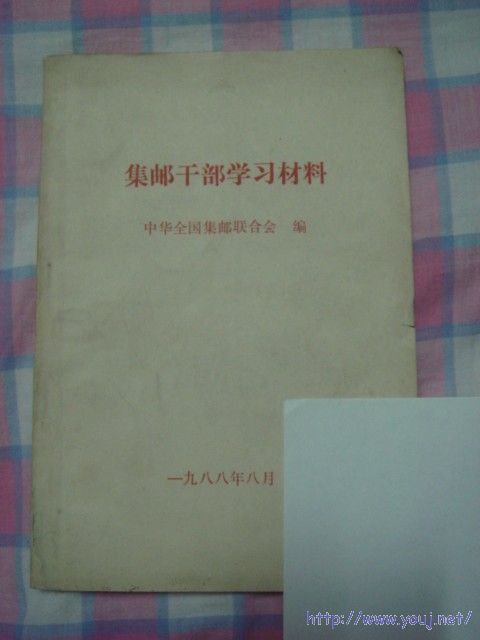 集邮干部学习材料
中华全国集邮联合会 编
一九八八年八月
http://www.youj.net/